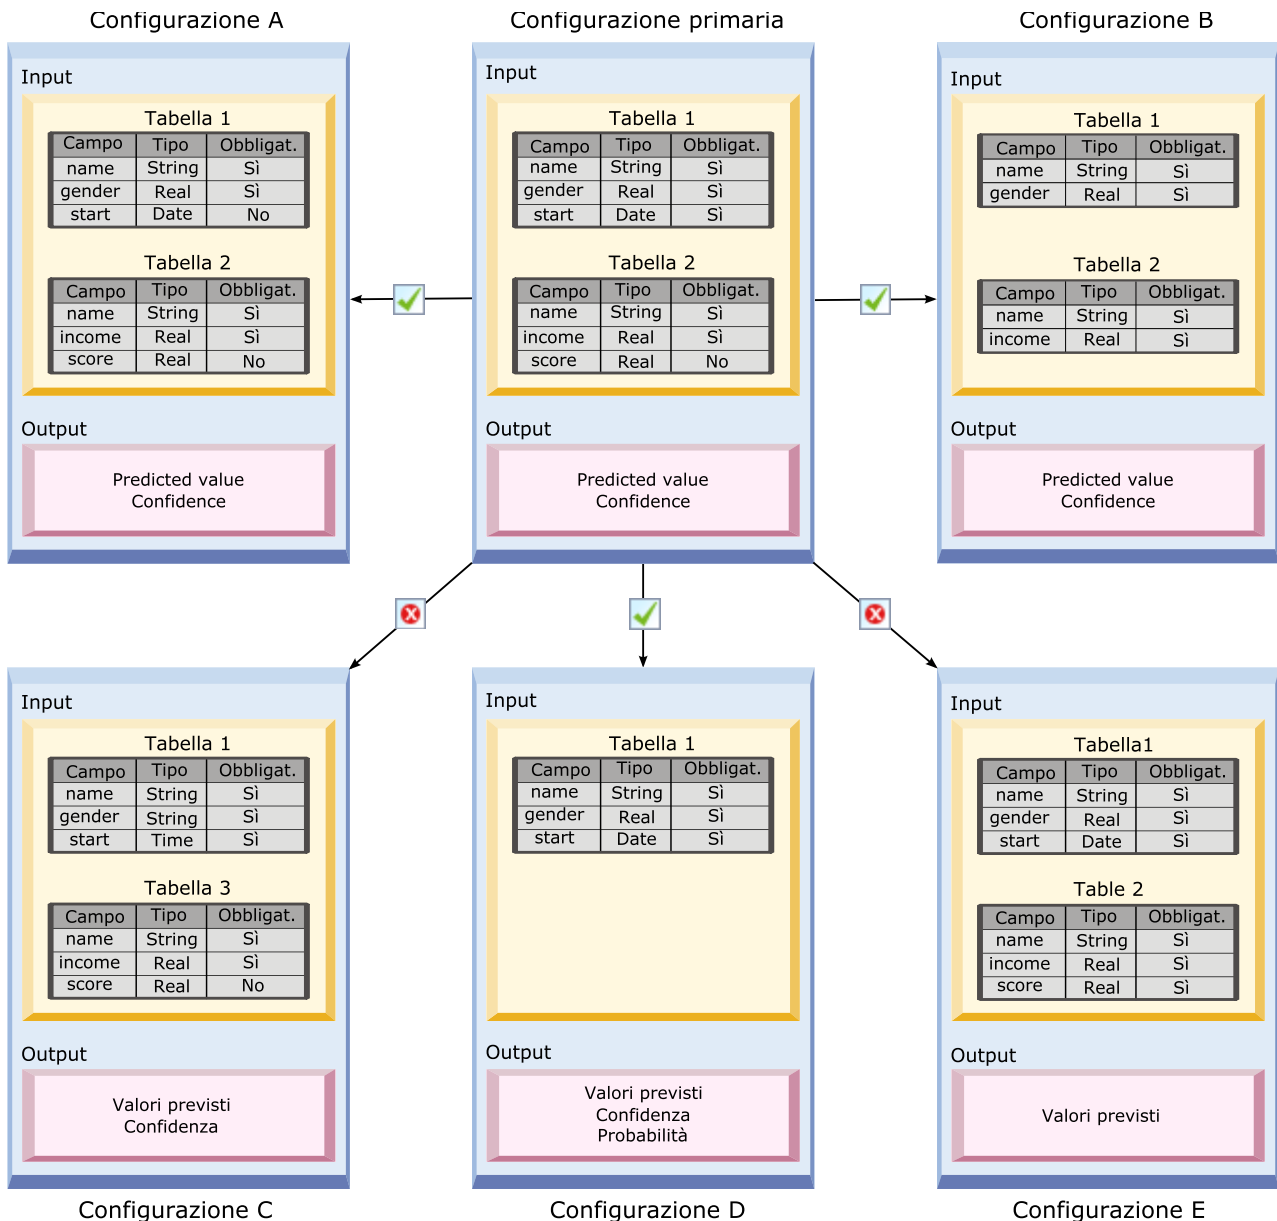 Configurazione A
Configurazione primaria
Configurazione B
Input
Tabella 1
Campo Tipo Obbligat.
name String Sì
gender Real Sì
start Date No
Tabella 2
Campo Tipo Obbligat.
name String Sì
income Real Sì
score Real No
Output
Predicted value
Confidence
Input
Tabella 1
Campo Tipo Obbligat.
name String Sì
gender Real Sì
start Date Sì
Tabella 2
Campo Tipo Obbligat.
name String Sì
income Real Sì
score Real No
Output
Predicted value
Confidence
Input
Tabella 1
Campo Tipo Obbligat.
name String Sì
gender Real Sì
Tabella 2
Campo Tipo Obbligat.
name String Sì
income Real Sì
Output
Predicted value
Confidence
Input
Tabella 1
Campo Tipo Obbligat.
name String Sì
gender String Sì
start Time Sì
Tabella 3
Campo Tipo Obbligat.
name String Sì
income Real Sì
score Real No
Output
Valori previsti
Confidenza
Configurazione C
Input
Tabella 1
Campo Tipo Obbligat.
name String Sì
gender Real Sì
start Date Sì
Output
Valori previsti
Confidenza
Probabilità
Configurazione D
Input
Tabella1
Campo Tipo Obbligat.
name String Sì
gender Real Sì
start Date Sì
Table 2
Campo Tipo Obbligat.
name String Sì
income Real Sì
score Real Sì
Output
Valori previsti
Configurazione E